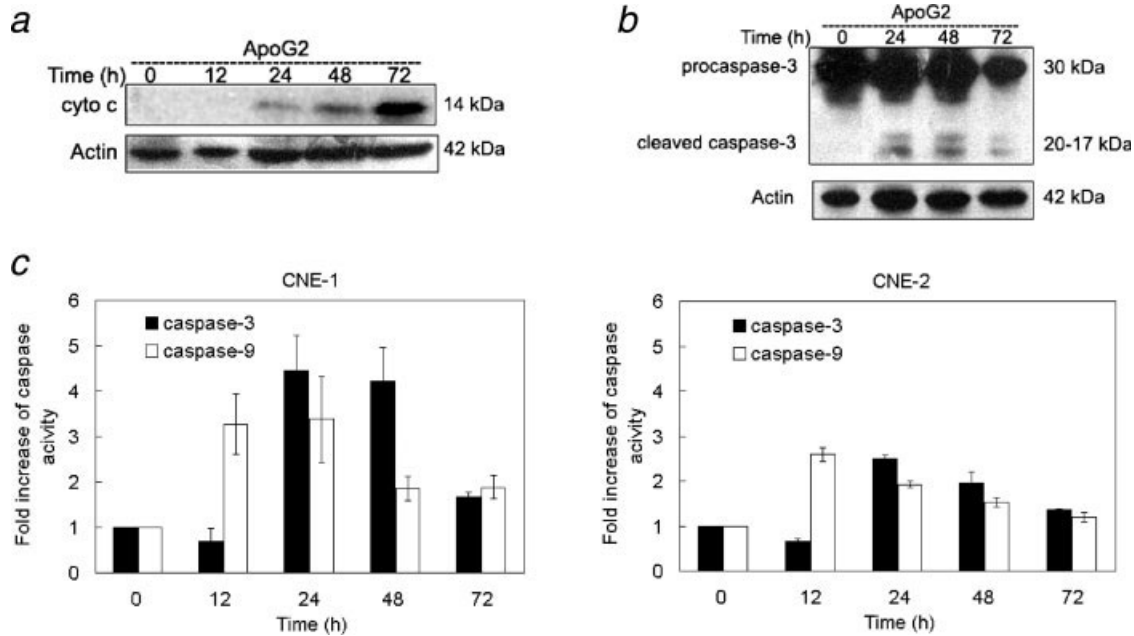 a
ApoG2
Time (h) 0 12 24 48 72
cyto c 14 kDa
Actin 42 kDa
b
ApoG2
Time (h) 0 24 48 72
procaspase-3 30 kDa
cleaved caspase-3 20-17 kDa
Actin 42 kDa
c
CNE-1
Fold increase of caspase
acivity
6
5
4
3
2
1
0
caspase-3
caspase-9
0 12 24 48 72
Time (h)
CNE-2
Fold increase of caspase
acivity
6
5
4
3
2
1
0
caspase-3
caspase-9
0 12 24 48 72
Time (h)